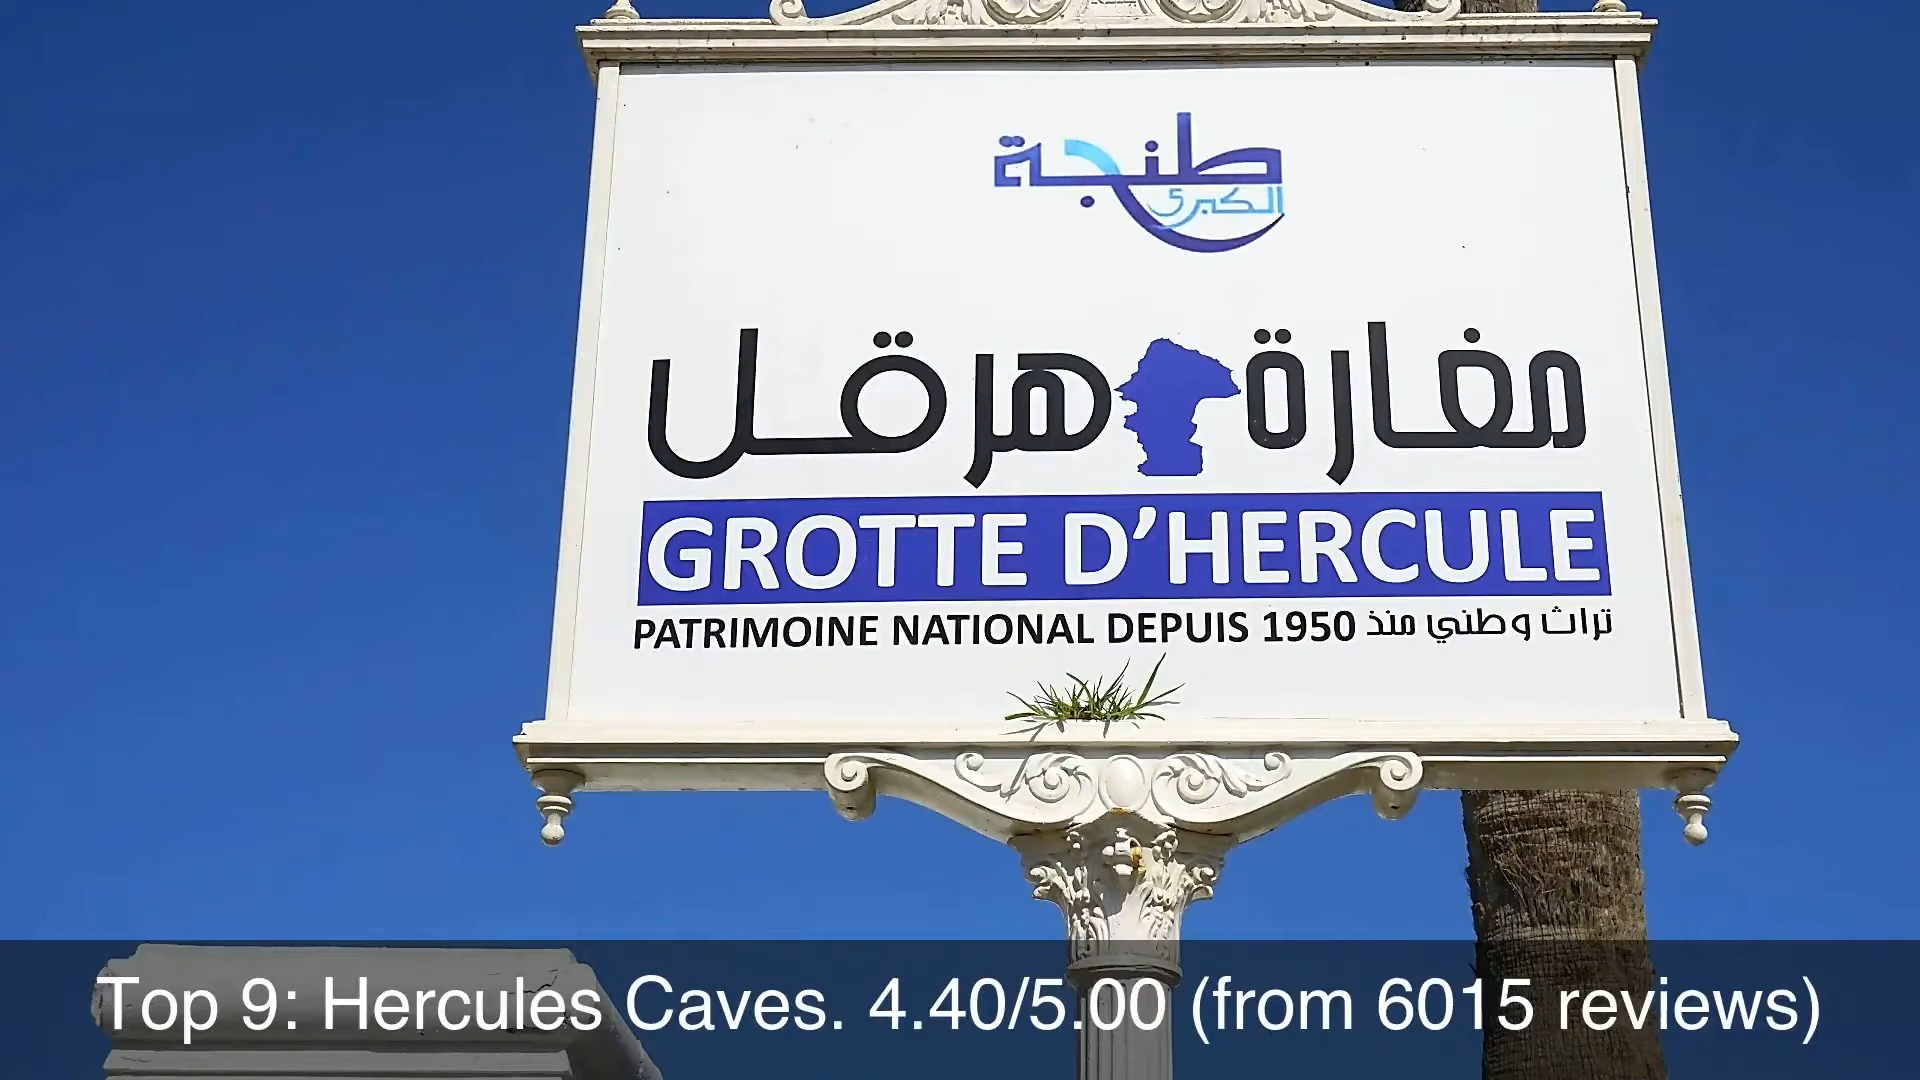 طنجة
الكبرى
مغارة هرقل
GROTTE D’HERCULE
PATRIMOINE NATIONAL DEPUIS 1950 تراث وطني منذ
Top 9: Hercules Caves. 4.40/5.00 (from 6015 reviews)